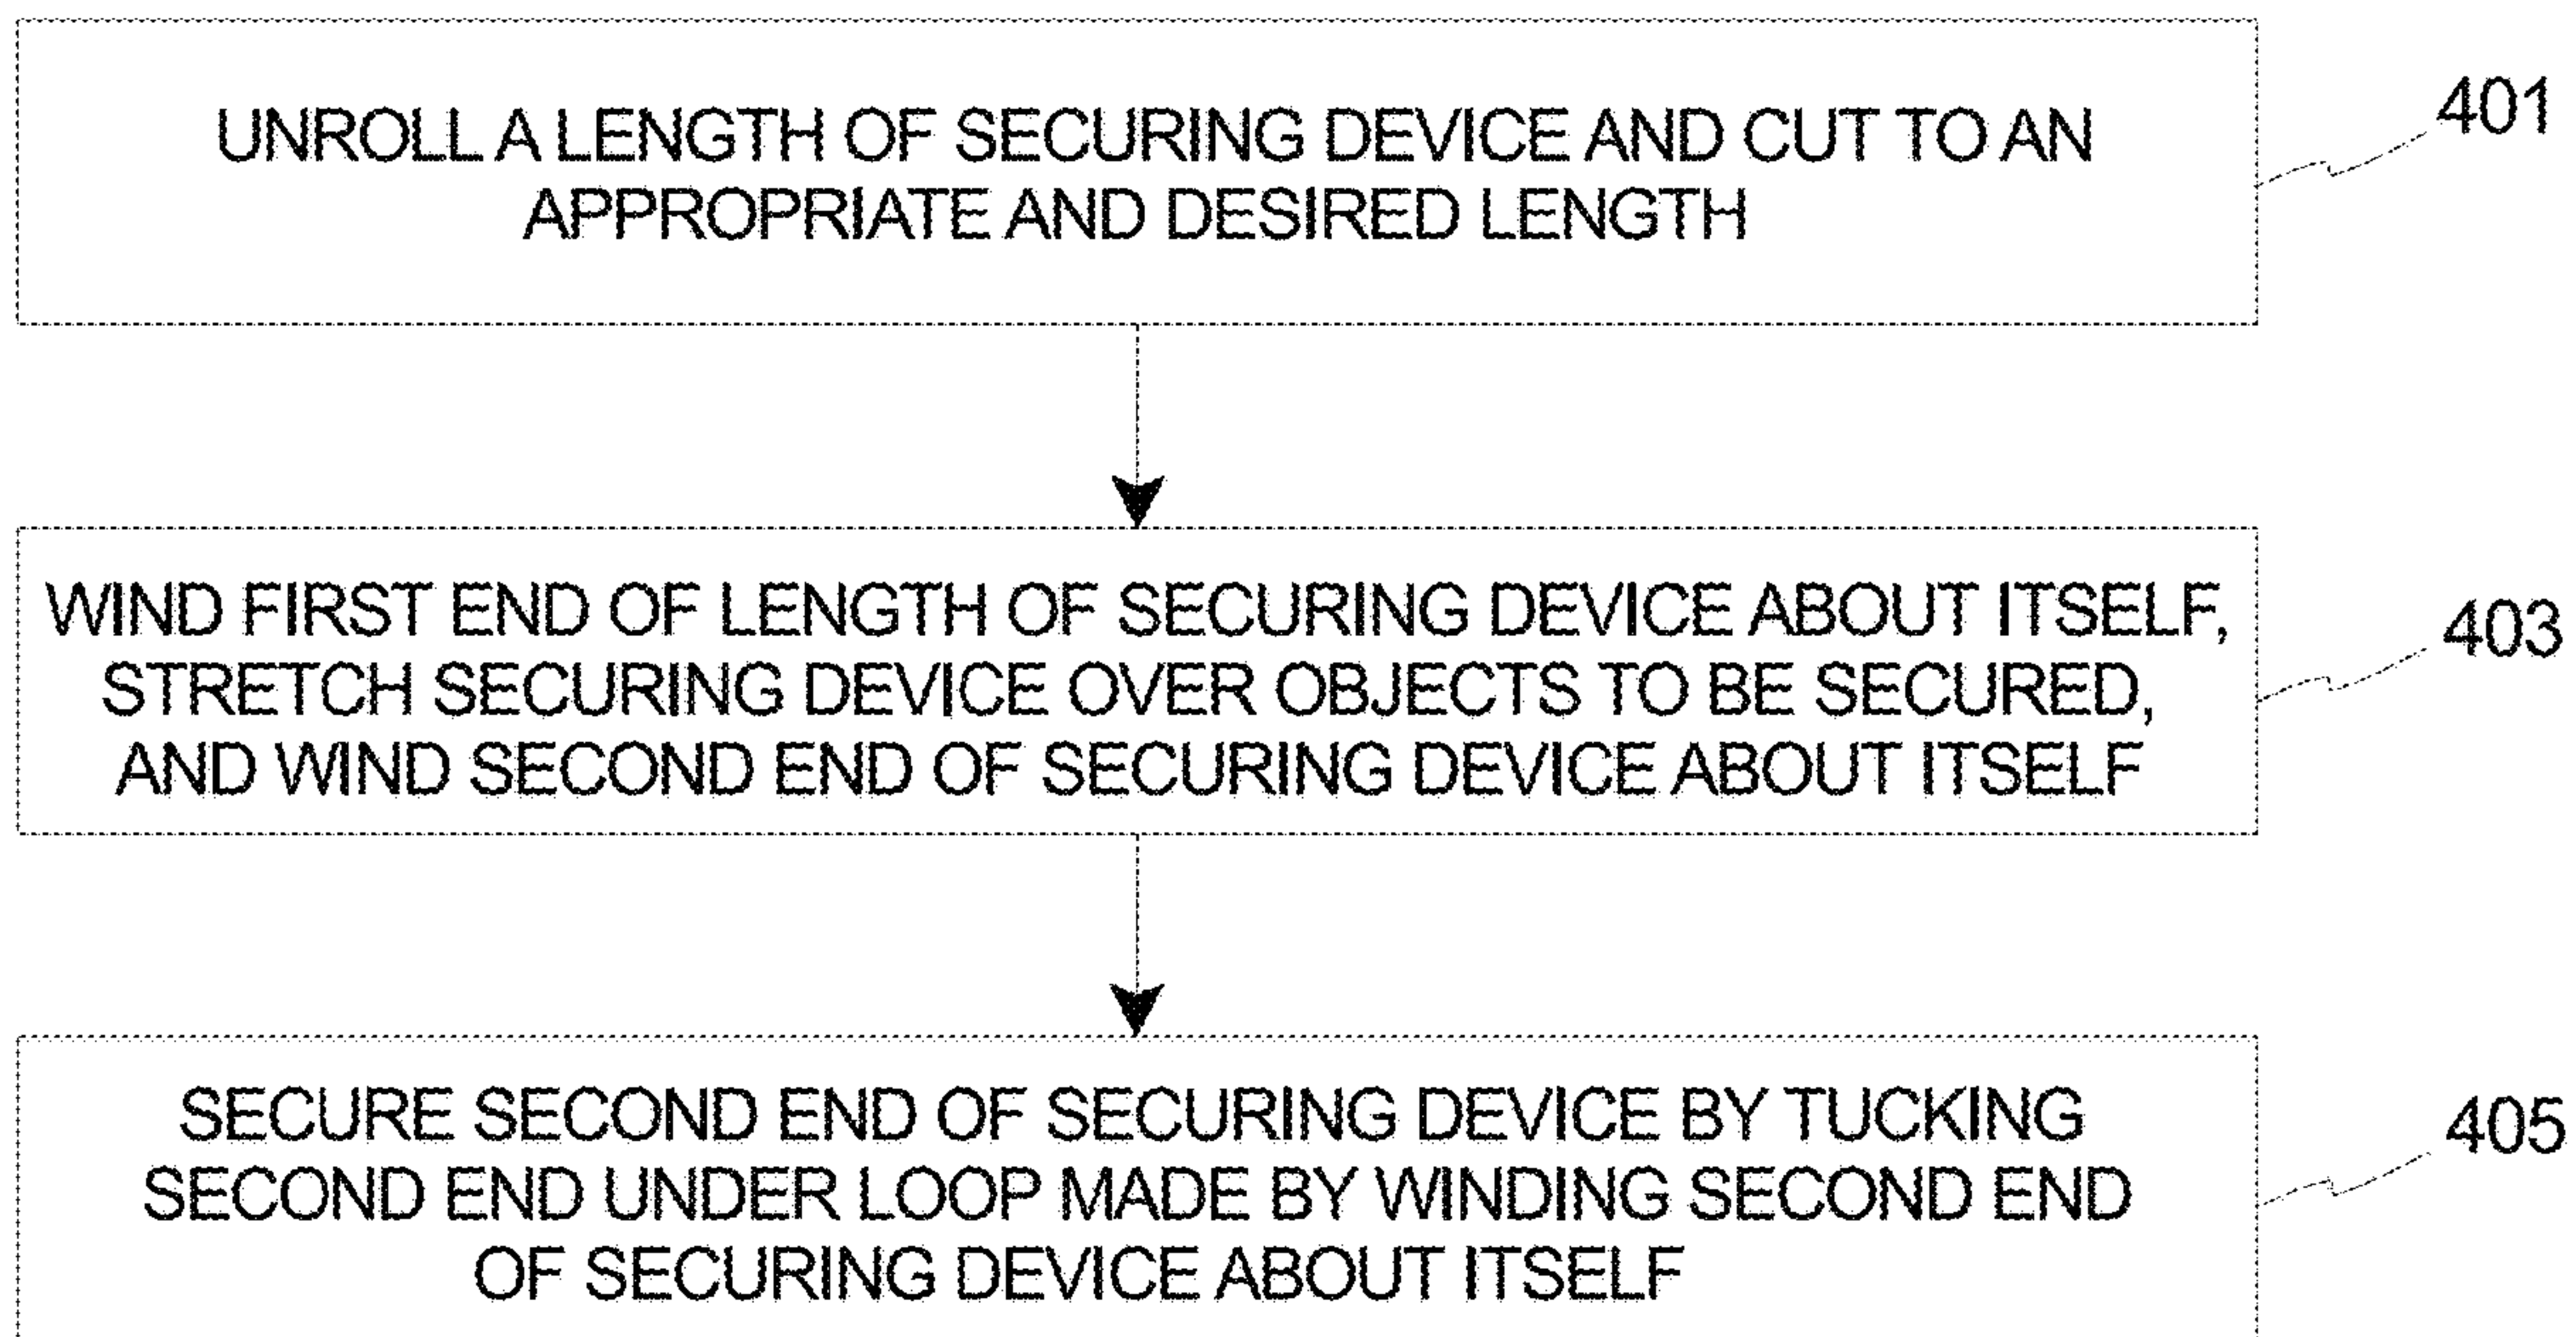 UNROLL A LENGTH OF SECURING DEVICE AND CUT TO AN
APPROPRIATE AND DESIRED LENGTH
401
WIND FIRST END OF LENGTH OF SECURING DEVICE ABOUT ITSELF,
STRETCH SECURING DEVICE OVER OBJECTS TO BE SECURED,
AND WIND SECOND END OF SECURING DEVICE ABOUT ITSELF
403
SECURE SECOND END OF SECURING DEVICE BY TUCKING
SECOND END UNDER LOOP MADE BY WINDING SECOND END
OF SECURING DEVICE ABOUT ITSELF
405